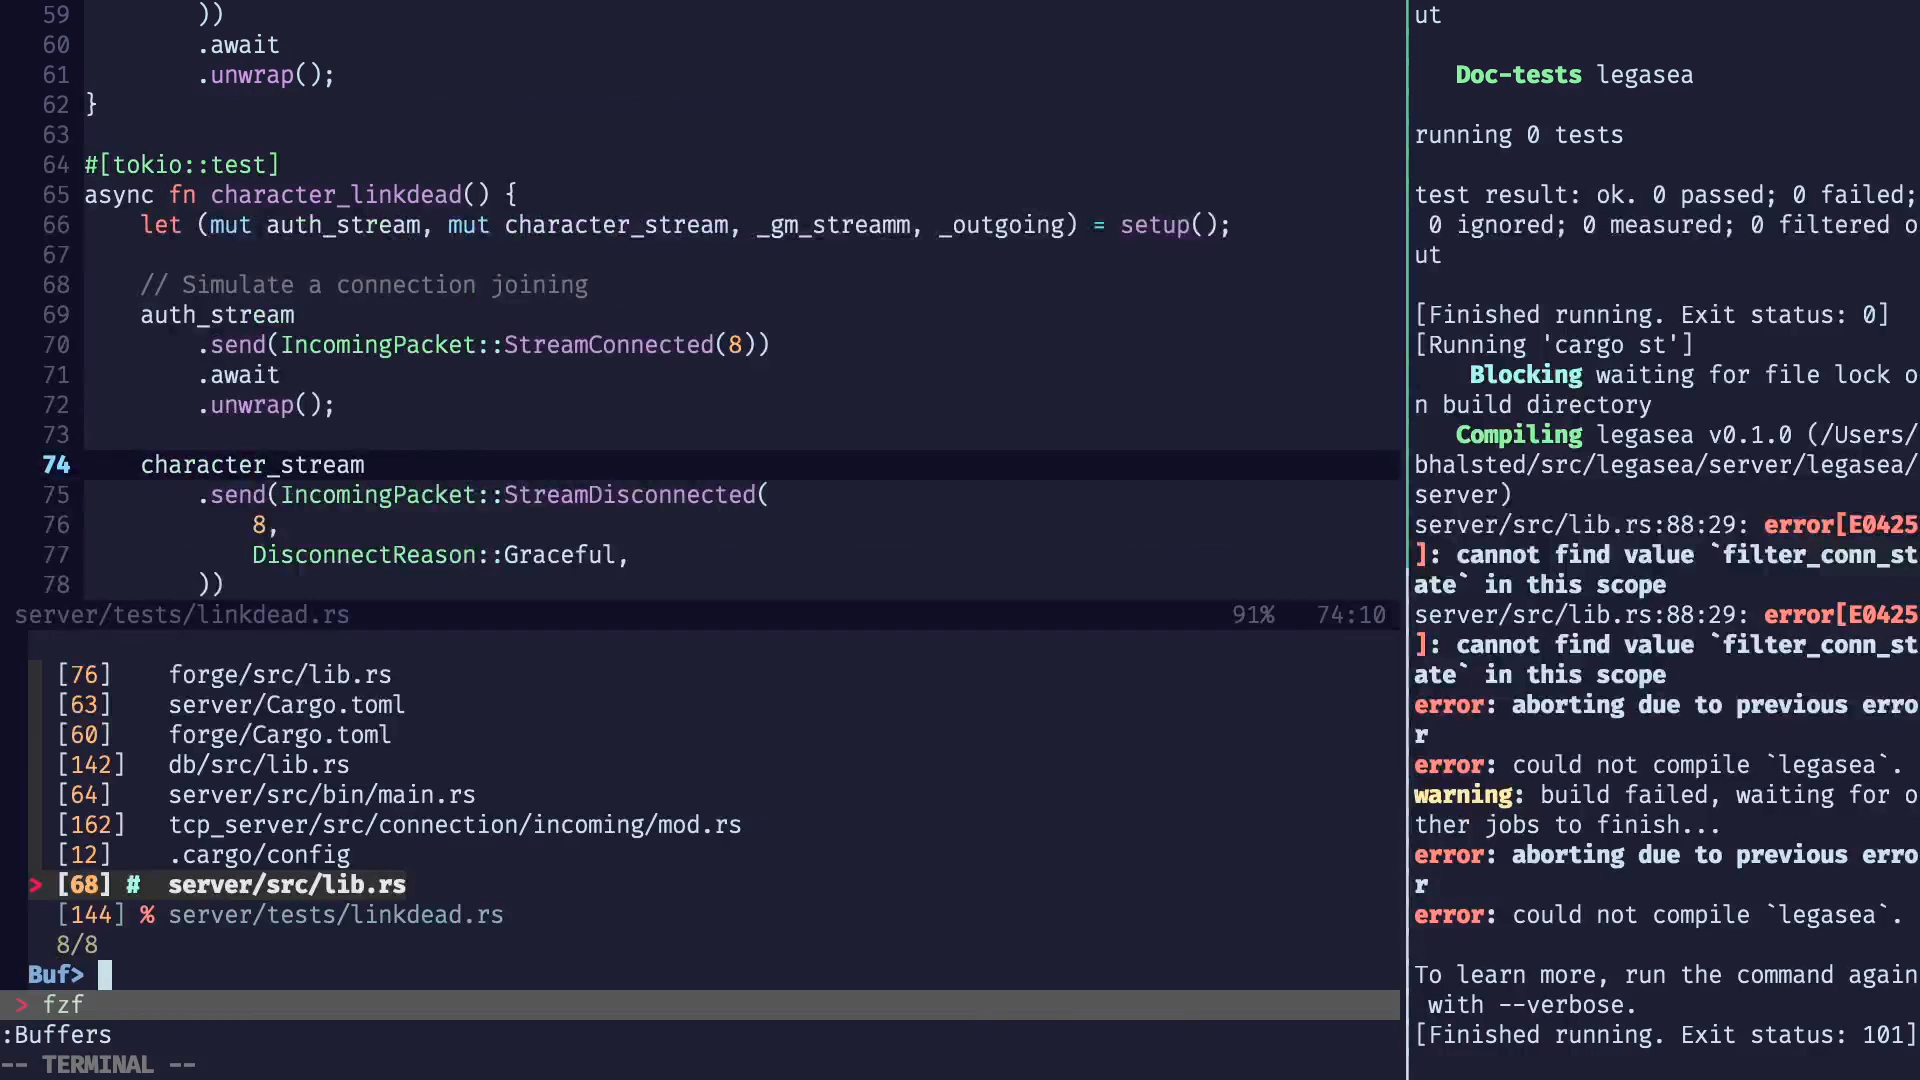 59 ))
60 .await
61 .unwrap();
62 }
63
64 #[tokio::test]
65 async fn character_linkdead() {
66 let (mut auth_stream, mut character_stream, _gm_streamm, _outgoing) = setup();
67
68 // Simulate a connection joining
69 auth_stream
70 .send(IncomingPacket::StreamConnected(8))
71 .await
72 .unwrap();
73
74 character_stream
75 .send(IncomingPacket::StreamDisconnected(
76 8,
77 DisconnectReason::Graceful,
78 ))
server/tests/linkdead.rs 91% 74:10
[76] forge/src/lib.rs
[63] server/Cargo.toml
[60] forge/Cargo.toml
[142] db/src/lib.rs
[64] server/src/bin/main.rs
[162] tcp_server/src/connection/incoming/mod.rs
[12] .cargo/config
> [68] # server/src/lib.rs
[144] % server/tests/linkdead.rs
8/8
Buf>
> fzf
:Buffers
-- TERMINAL --
ut
Doc-tests legasea
running 0 tests
test result: ok. 0 passed; 0 failed;
0 ignored; 0 measured; 0 filtered o
ut
[Finished running. Exit status: 0]
[Running 'cargo st']
Blocking waiting for file lock o
n build directory
Compiling legasea v0.1.0 (/Users/
bhalsted/src/legasea/server/legasea/
server)
server/src/lib.rs:88:29: error[E0425
]: cannot find value `filter_conn_st
ate` in this scope
server/src/lib.rs:88:29: error[E0425
]: cannot find value `filter_conn_st
ate` in this scope
error: aborting due to previous erro
r
error: could not compile `legasea`.
warning: build failed, waiting for o
ther jobs to finish...
error: aborting due to previous erro
r
error: could not compile `legasea`.
To learn more, run the command again
with --verbose.
[Finished running. Exit status: 101]